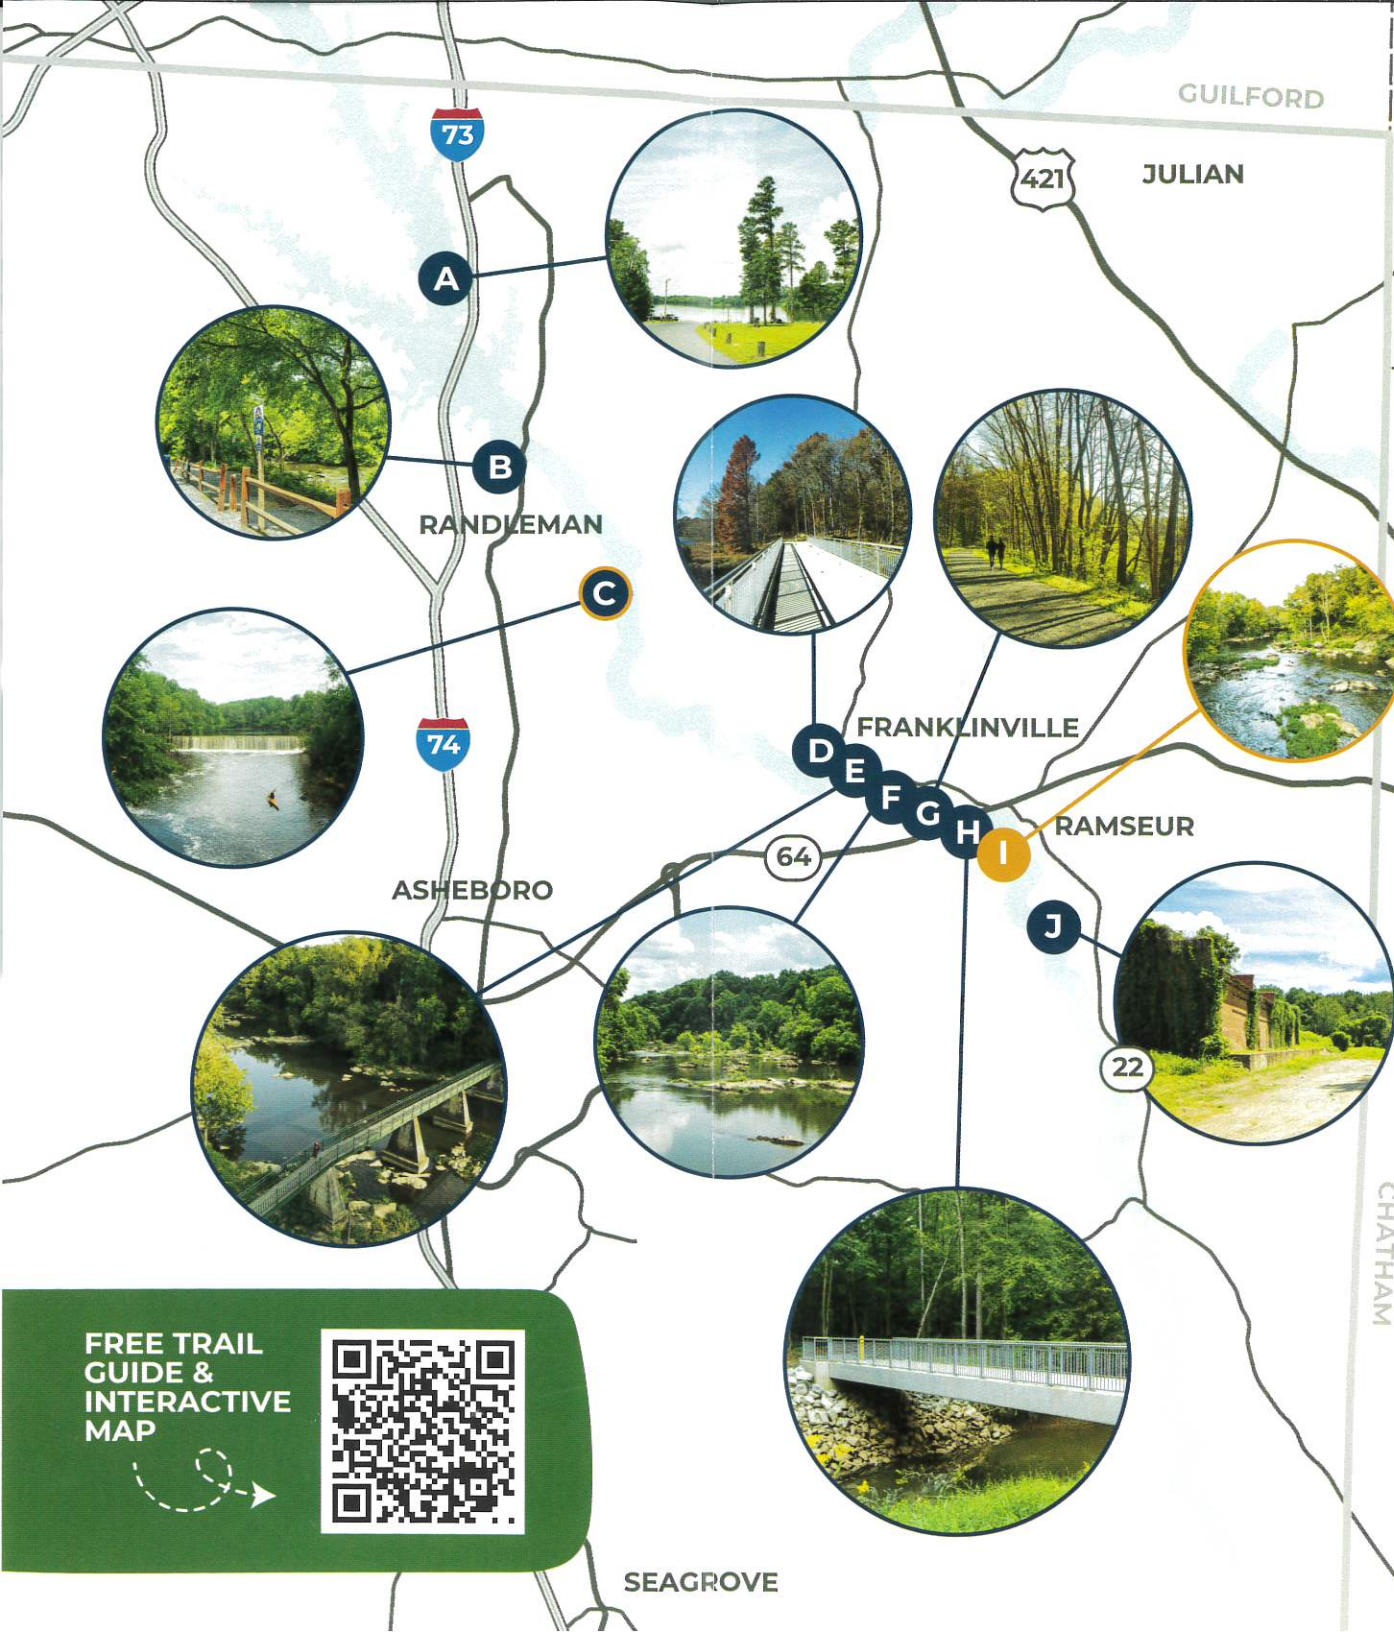 GUILFORD
73
421
JULIAN
A
B
RANDLEMAN
C
74
FRANKLINVILLE
D
E
F
G
H
I
64
RAMSEUR
ASHEBORO
J
22
CHATHAM
FREE TRAIL
GUIDE &
INTERACTIVE
MAP
SEAGROVE